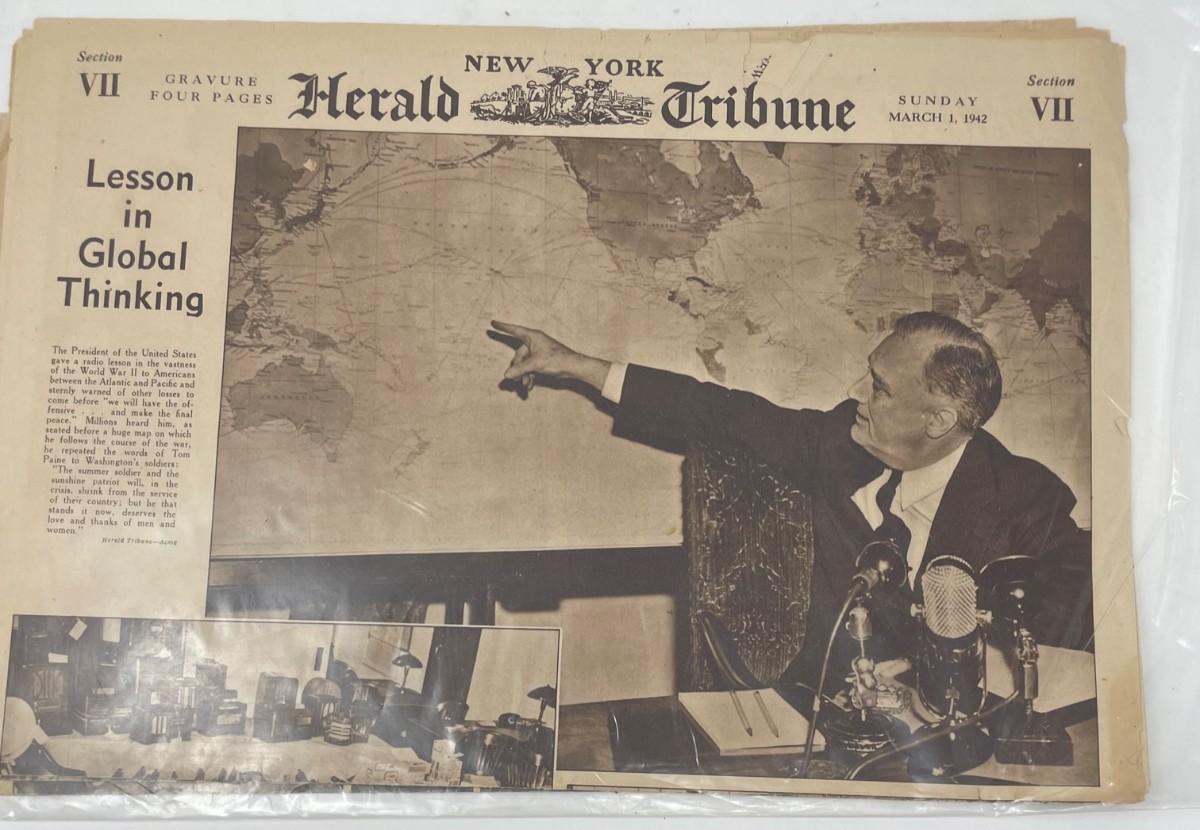 Section
VII
GRAVURE
FOUR PAGES
NEW YORK
Herald Tribune
SUNDAY
MARCH 1, 1942
Section
VII
Lesson
in
Global
Thinking
The President of the United States
gave a radio lesson in the vastness
of the World War II to Americans
between the Atlantic and Pacific and
sternly warned of other losses to
come before "we will have the of-
fensive . . . and make the final
peace." Millions heard him, as
seated before a huge map on which
he follows the course of the war,
he repeated the words of Tom
Paine to Washington's soldiers:
"The summer soldier and the
sunshine patriot will, in the
crisis, shrink from the service
of their country; but he that
stands it now, deserves the
love and thanks of men and
women."
Herald Tribune—Acme